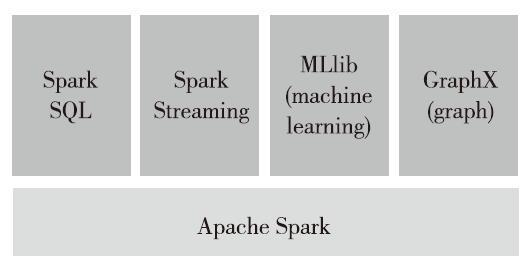 Spark
SQL
Spark
Streaming
MLlib
(machine
learning)
GraphX
(graph)
Apache Spark